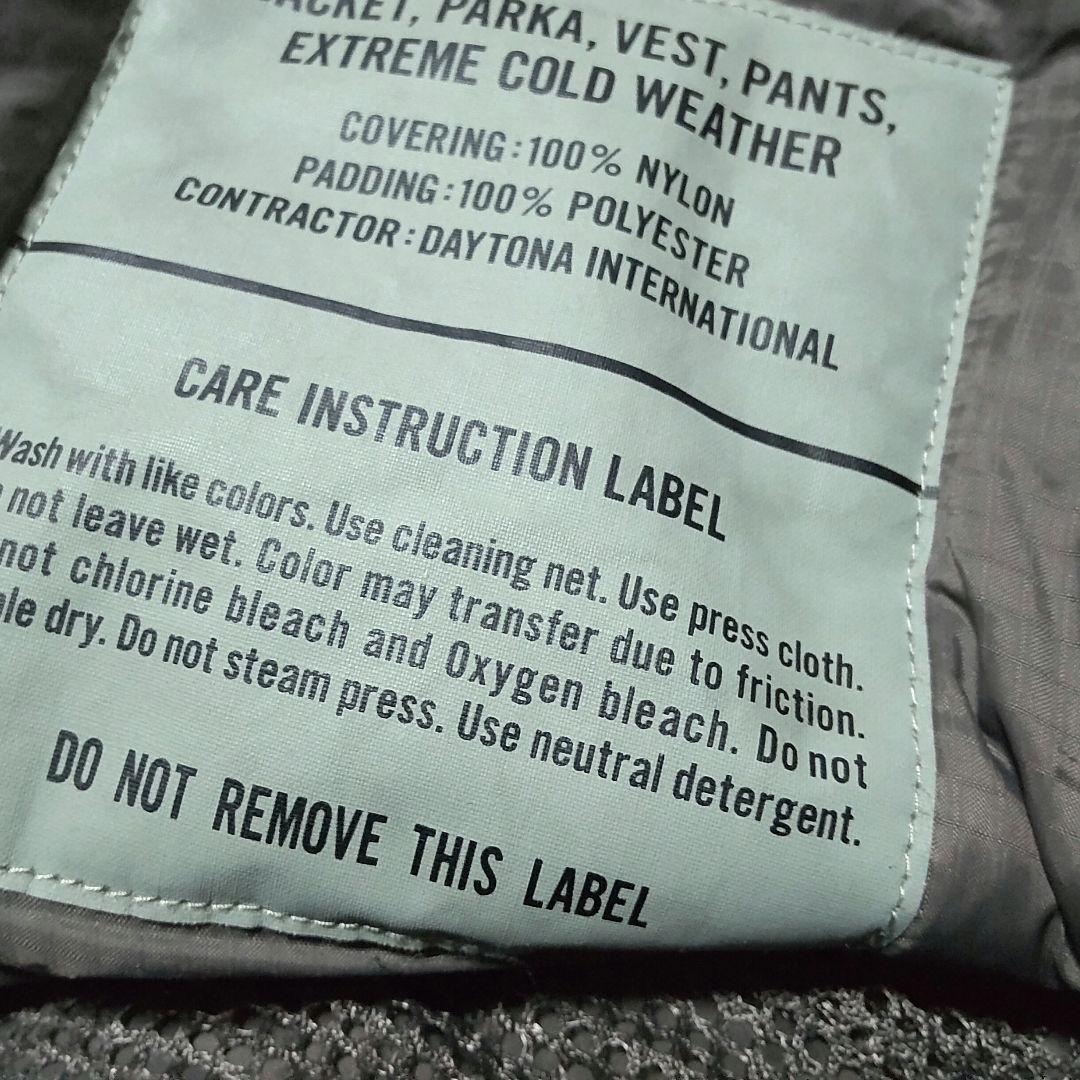 JACKET, PARKA, VEST, PANTS,
EXTREME COLD WEATHER
COVERING:100% NYLON
PADDING:100% POLYESTER
CONTRACTOR:DAYTONA INTERNATIONAL
CARE INSTRUCTION LABEL
Wash with like colors. Use cleaning net. Use press cloth.
not leave wet. Color may transfer due to friction.
not chlorine bleach and Oxygen bleach. Do not
dry. Do not steam press. Use neutral detergent.
DO NOT REMOVE THIS LABEL